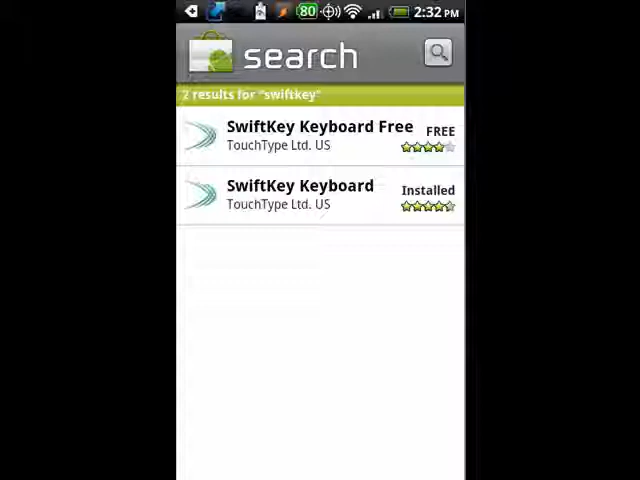 80 2:32 PM
search
2 results for "swiftkey"
SwiftKey Keyboard Free FREE
TouchType Ltd. US
SwiftKey Keyboard Installed
TouchType Ltd. US